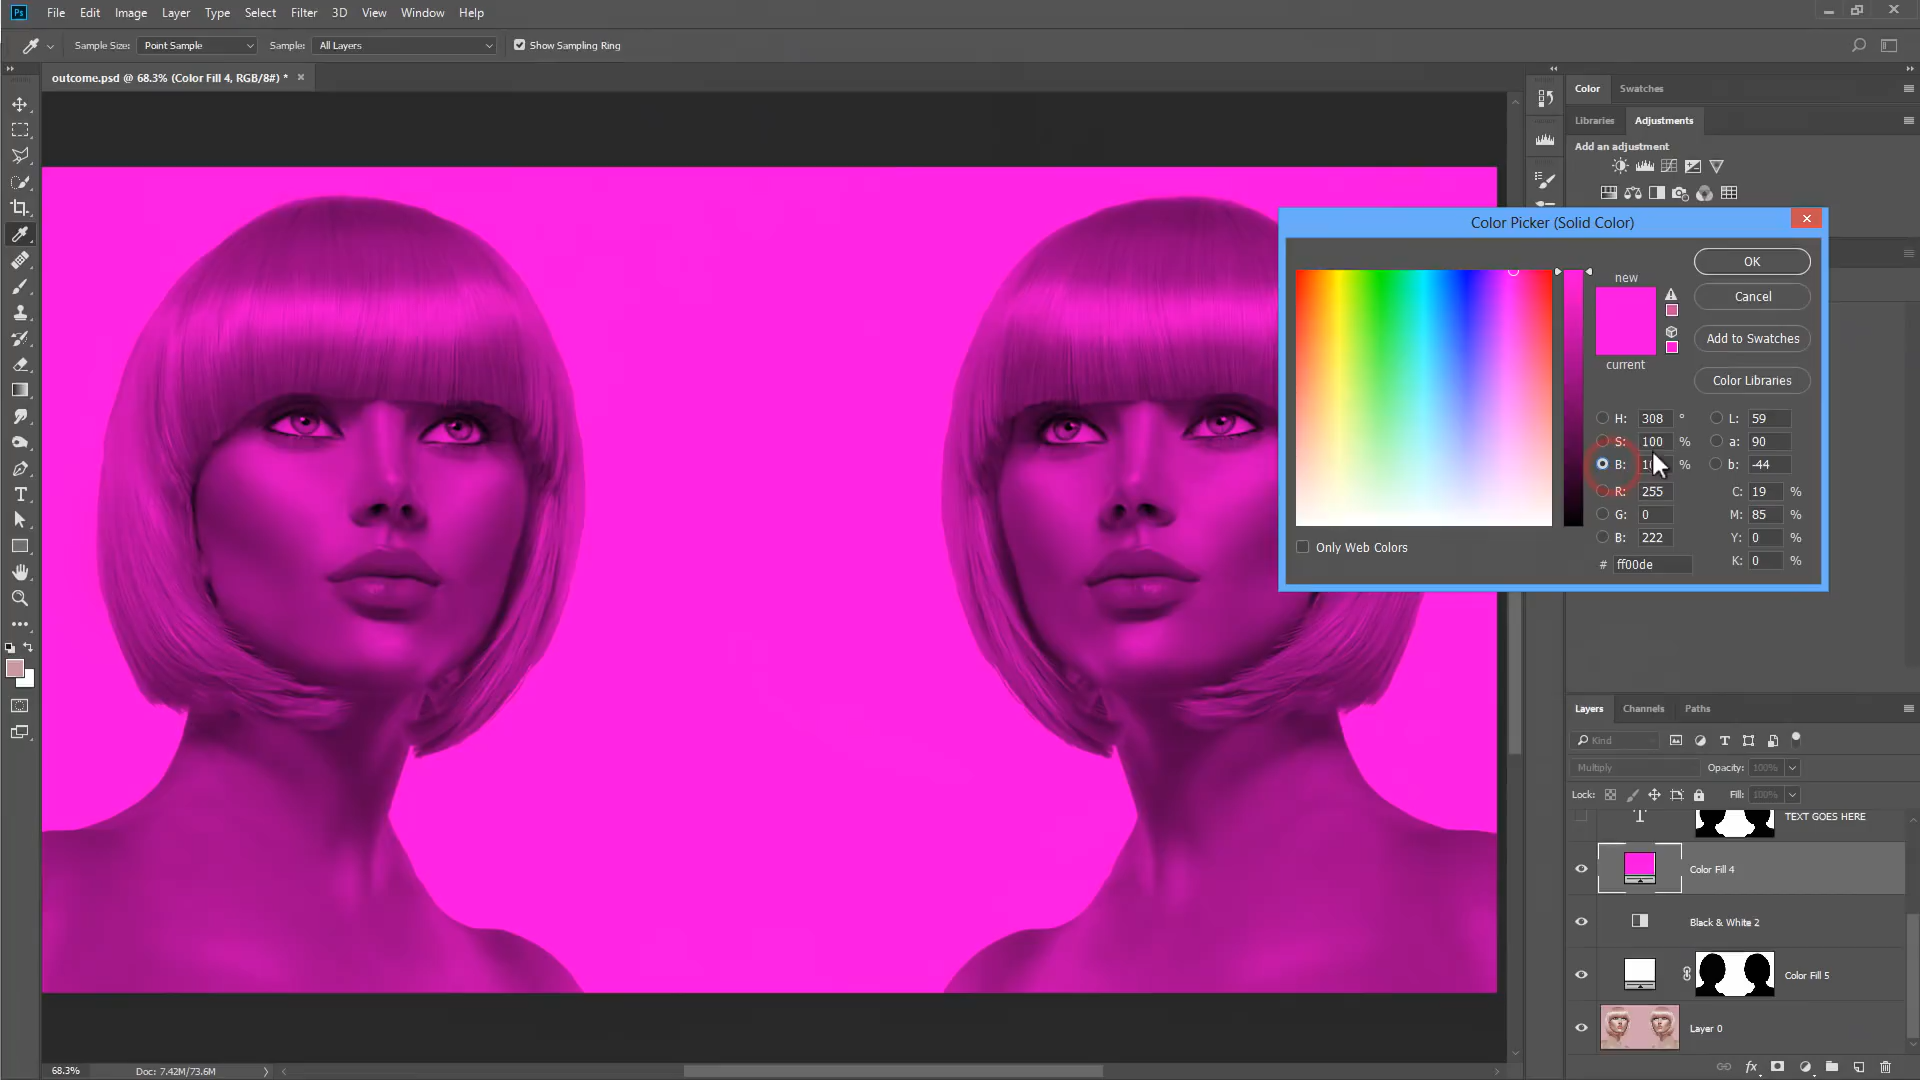 Ps File Edit Image Layer Type Select Filter 3D View Window Help
Sample Size: Point Sample Sample: All Layers Show Sampling Ring
outcome.psd @ 68.3% (Color Fill 4, RGB/8#) * ×
Color Swatches
Libraries Adjustments
Add an adjustment
Color Picker (Solid Color)
new
current
OK
Cancel
Add to Swatches
Color Libraries
H: 308 ° L: 59
S: 100 % a: 90
B: % b: -44
R: 255 C: 19 %
G: 0 M: 85 %
B: 222 Y: 0 %
# ff00de K: 0 %
Only Web Colors
Layers Channels Paths
Kind
Multiply Opacity: 100%
Lock: Fill: 100%
TEXT GOES HERE
Color Fill 4
Black & White 2
Color Fill 5
Layer 0
fx
68.3% Doc: 7.42M/73.6M